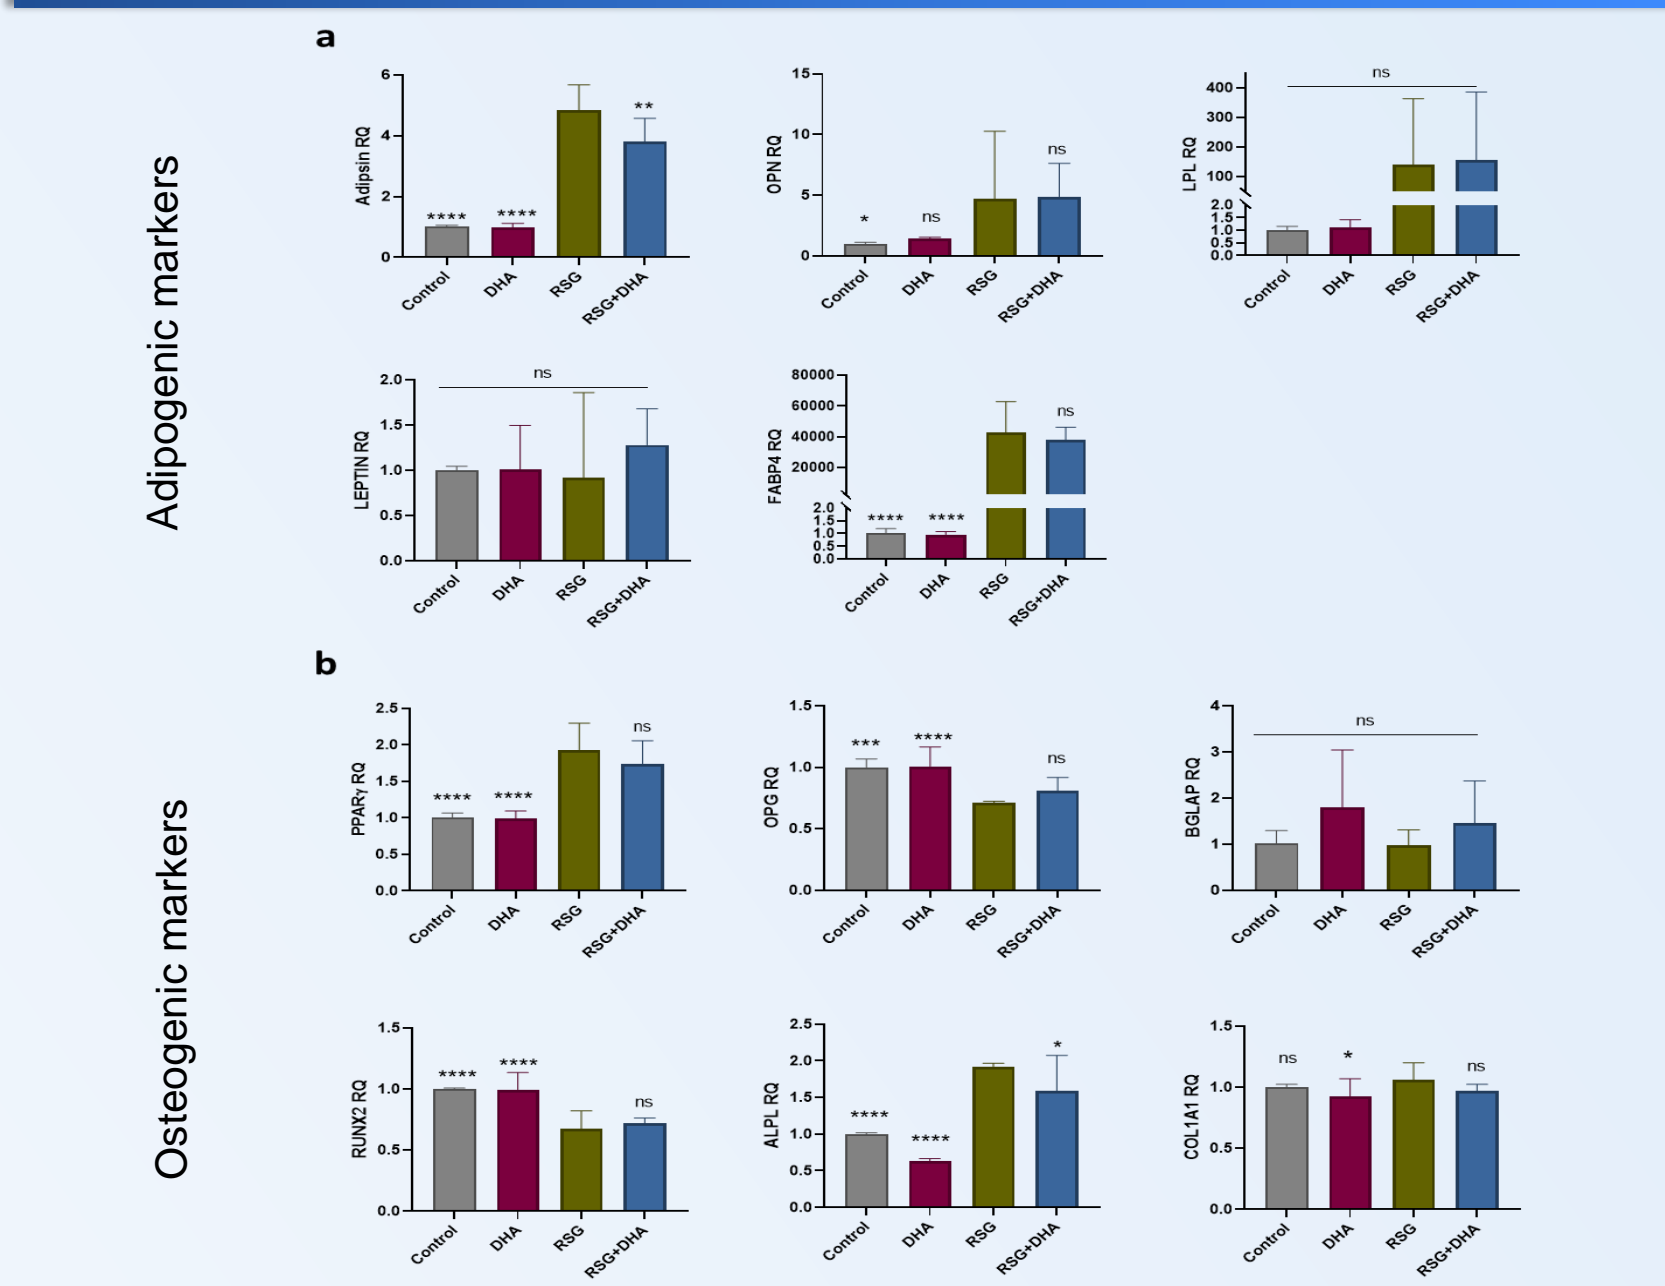 Adipogenic markers
a
Adipsin RQ
6
4
2
0
****
****
**
Control
DHA
RSG
RSG+DHA
OPN RQ
15
10
5
0
*
ns
ns
Control
DHA
RSG
RSG+DHA
LPL RQ
400
300
200
100
2.0
1.5
1.0
0.5
0.0
ns
Control
DHA
RSG
RSG+DHA
LEPTIN RQ
2.0
1.5
1.0
0.5
0.0
ns
Control
DHA
RSG
RSG+DHA
FABP4 RQ
80000
60000
40000
20000
2.0
1.5
1.0
0.5
0.0
****
****
ns
Control
DHA
RSG
RSG+DHA
Osteogenic markers
b
PPARγ RQ
2.5
2.0
1.5
1.0
0.5
0.0
****
****
ns
Control
DHA
RSG
RSG+DHA
OPG RQ
1.5
1.0
0.5
0.0
***
****
ns
Control
DHA
RSG
RSG+DHA
BGLAP RQ
4
3
2
1
0
ns
Control
DHA
RSG
RSG+DHA
RUNX2 RQ
1.5
1.0
0.5
0.0
****
****
ns
Control
DHA
RSG
RSG+DHA
ALPL RQ
2.5
2.0
1.5
1.0
0.5
0.0
****
****
*
Control
DHA
RSG
RSG+DHA
COL1A1 RQ
1.5
1.0
0.5
0.0
ns
*
ns
Control
DHA
RSG
RSG+DHA